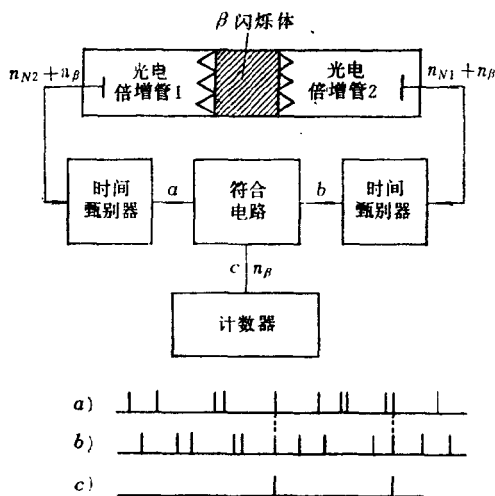 β 闪烁体
n_{N2}+n_β
光电
倍增管1
光电
倍增管2
n_{N1}+n_β
时间
甄别器
a
符合
电路
b
时间
甄别器
c
n_β
计数器
a)
b)
c)